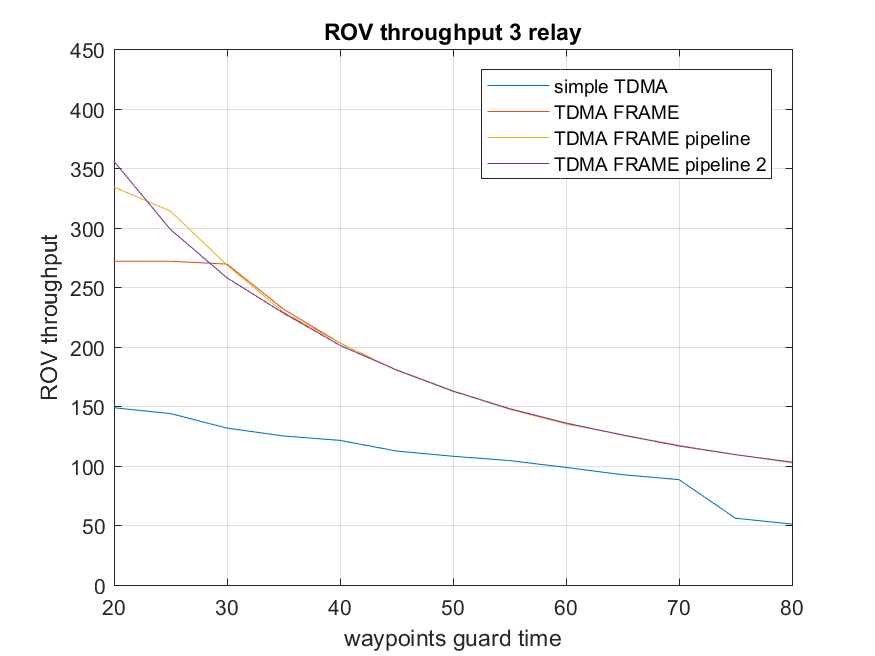 ROV throughput 3 relay
450
400
350
300
250
200
150
100
50
0
ROV throughput
simple TDMA
TDMA FRAME
TDMA FRAME pipeline
TDMA FRAME pipeline 2
20 30 40 50 60 70 80
waypoints guard time